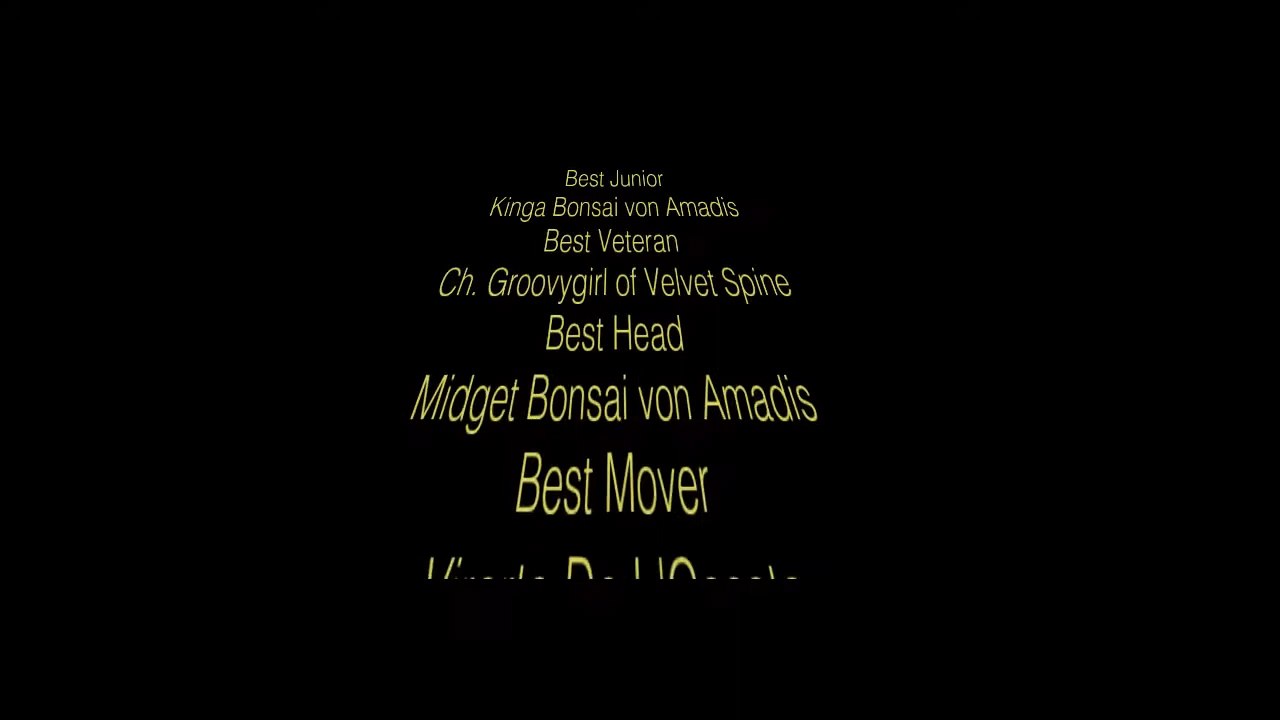 Best Junior
Kinga Bonsai von Amadis
Best Veteran
Ch. Groovygirl of Velvet Spine
Best Head
Midget Bonsai von Amadis
Best Mover